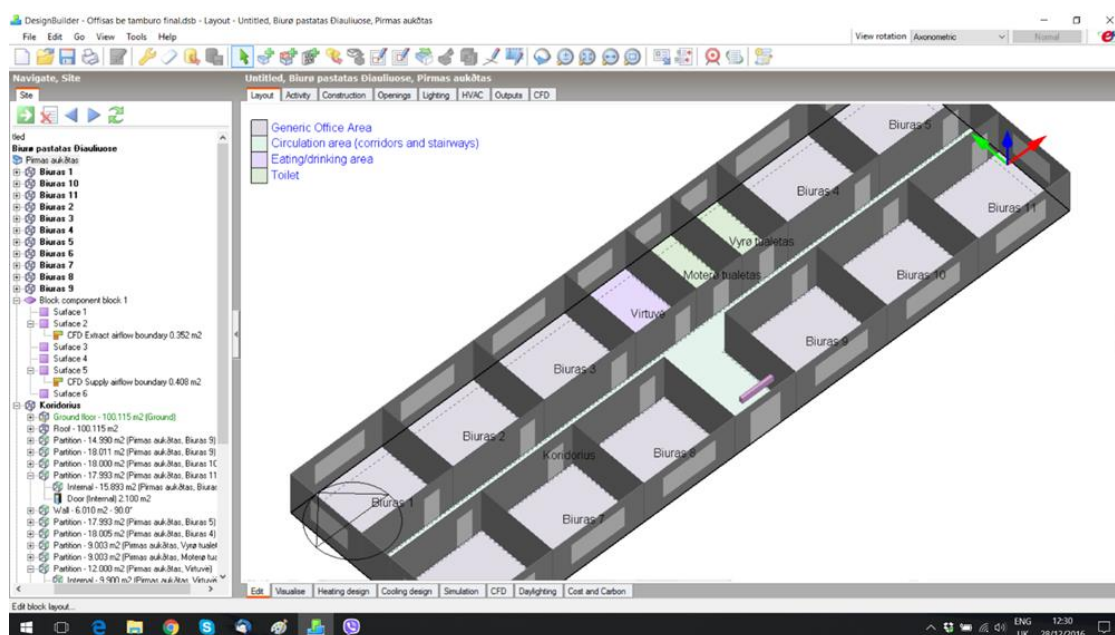 DesignBuilder - Offisas be tamburo final.dsb - Layout - Untitled, Biurø pastatas Ðiauliuose, Pirmas aukðtas
File Edit Go View Tools Help
View rotation Axonometric Normal
Navigate, Site
Untitled, Biurø pastatas Ðiauliuose, Pirmas aukðtas
Site
Layout Activity Construction Openings Lighting HVAC Outputs CFD
tled
Biurø pastatas Ðiauliuose
Pirmas aukðtas
Biuras 1
Biuras 10
Biuras 11
Biuras 2
Biuras 3
Biuras 4
Biuras 5
Biuras 6
Biuras 7
Biuras 8
Biuras 9
Block component block 1
Surface 1
Surface 2
CFD Extract airflow boundary 0.352 m2
Surface 3
Surface 4
Surface 5
CFD Supply airflow boundary 0.408 m2
Surface 6
Koridorius
Ground floor - 100.115 m2 (Ground)
Roof - 100.115 m2
Partition - 14.990 m2 (Pirmas aukðtas, Biuras 9)
Partition - 18.011 m2 (Pirmas aukðtas, Biuras 9)
Partition - 18.000 m2 (Pirmas aukðtas, Biuras 10
Partition - 17.993 m2 (Pirmas aukðtas, Biuras 11
Internal - 15.893 m2 (Pirmas aukðtas, Biuras
Door (Internal) 2.100 m2
Wall - 6.010 m2 - 90.0°
Partition - 17.993 m2 (Pirmas aukðtas, Biuras 5)
Partition - 18.005 m2 (Pirmas aukðtas, Biuras 4)
Partition - 9.003 m2 (Pirmas aukðtas, Vyrø tualet
Partition - 9.003 m2 (Pirmas aukðtas, Moterø tua
Partition - 12.000 m2 (Pirmas aukðtas, Virtuvë)
Internal - 9.900 m2 (Pirmas aukðtas, Virtuvë
Generic Office Area
Circulation area (corridors and stairways)
Eating/drinking area
Toilet
Biuras 5
Biuras 4
Biuras 11
Vyrø tualetas
Moterø tualetas
Biuras 10
Virtuvë
Biuras 9
Biuras 3
Biuras 2
Koridorius
Biuras 8
Biuras 1
Biuras 7
Edit Visualise Heating design Cooling design Simulation CFD Daylighting Cost and Carbon
Edit block layout...
ENG 12:30
UK 28/12/2016